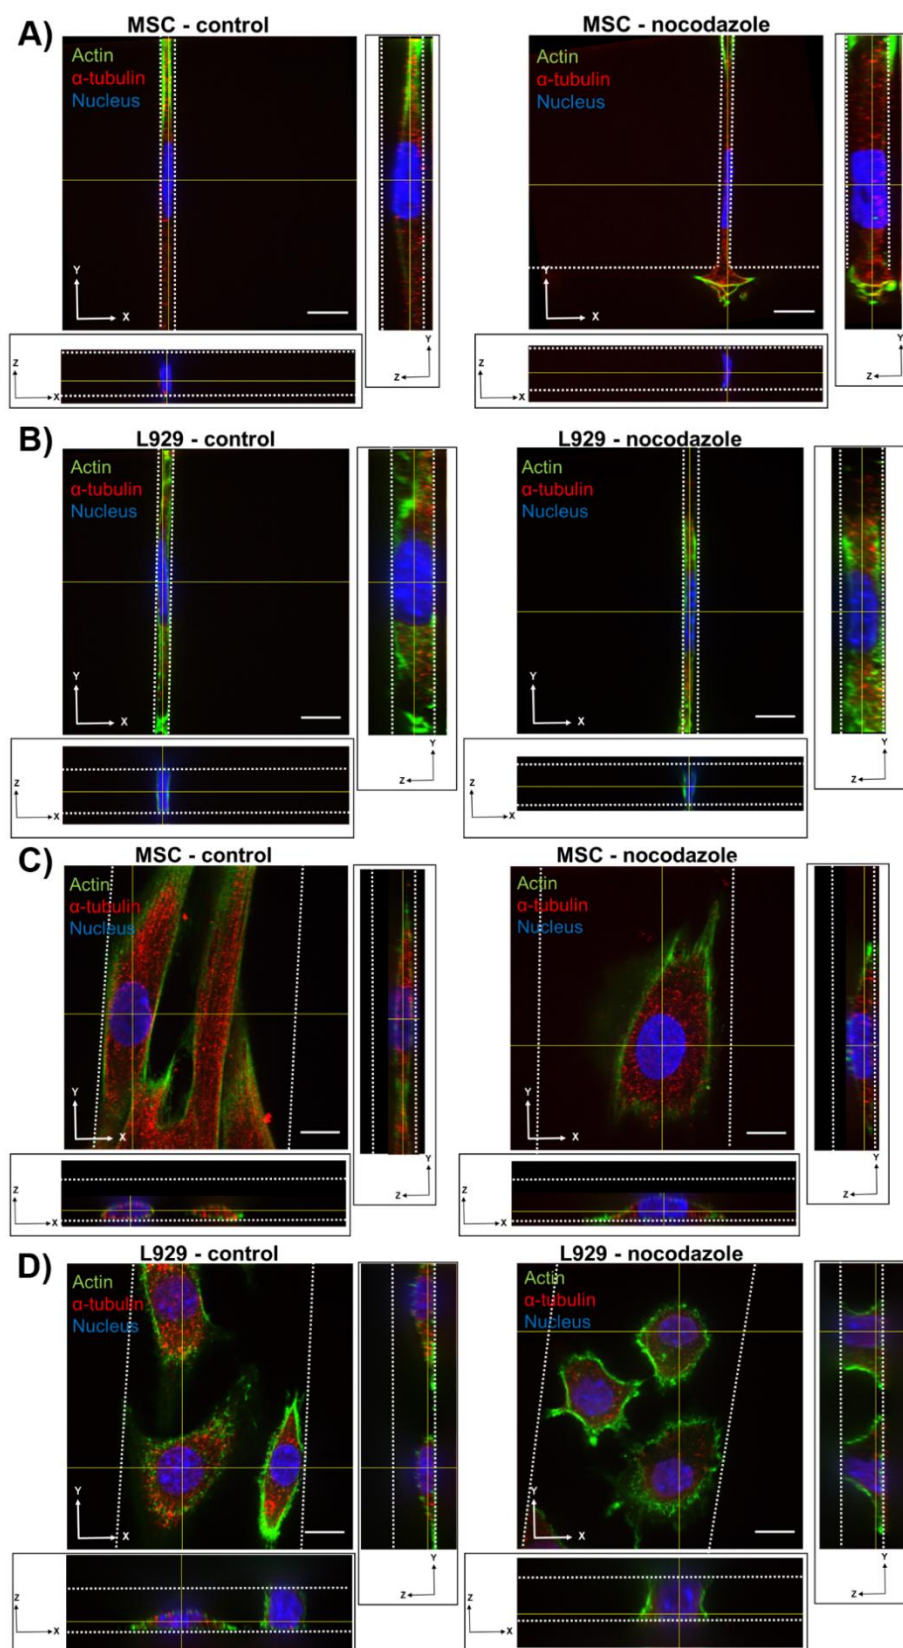 A)
MSC - control
Actin
α-tubulin
Nucleus
Y
X
Z
X
Y
Z
MSC - nocodazole
Actin
α-tubulin
Nucleus
Y
X
Z
X
Y
Z
B)
L929 - control
Actin
α-tubulin
Nucleus
Y
X
Z
X
Y
Z
L929 - nocodazole
Actin
α-tubulin
Nucleus
Y
X
Z
X
Y
Z
C)
MSC - control
Actin
α-tubulin
Nucleus
Y
X
Z
X
Y
Z
MSC - nocodazole
Actin
α-tubulin
Nucleus
Y
X
Z
X
Y
Z
D)
L929 - control
Actin
α-tubulin
Nucleus
Y
X
Z
X
Y
Z
L929 - nocodazole
Actin
α-tubulin
Nucleus
Y
X
Z
X
Y
Z